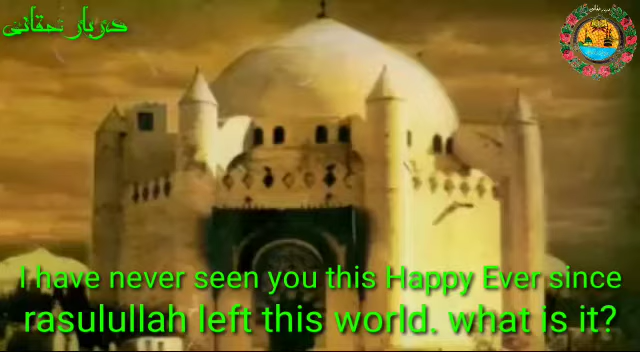 دربار حقانی
I have never seen you this Happy Ever since
rasulullah left this world. what is it?